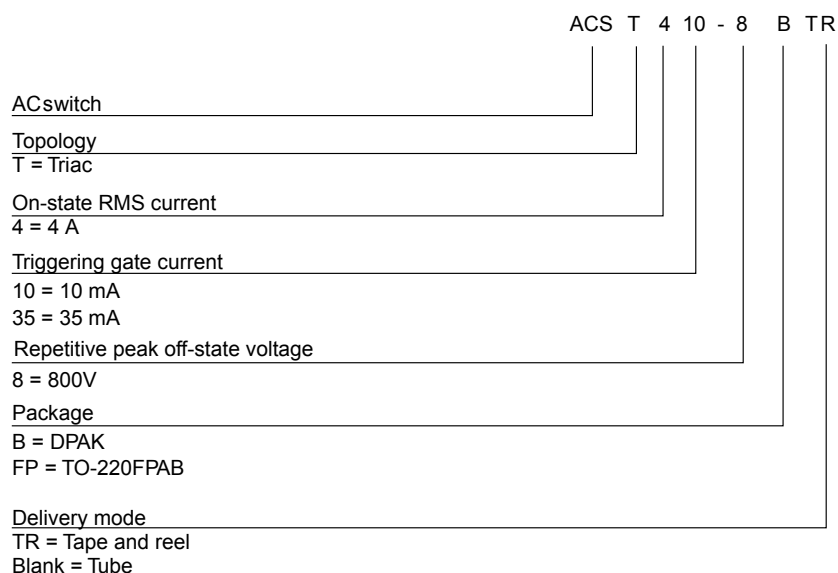 ACS T 4 10 - 8 B TR
ACswitch
Topology
T = Triac
On-state RMS current
4 = 4 A
Triggering gate current
10 = 10 mA
35 = 35 mA
Repetitive peak off-state voltage
8 = 800V
Package
B = DPAK
FP = TO-220FPAB
Delivery mode
TR = Tape and reel
Blank = Tube